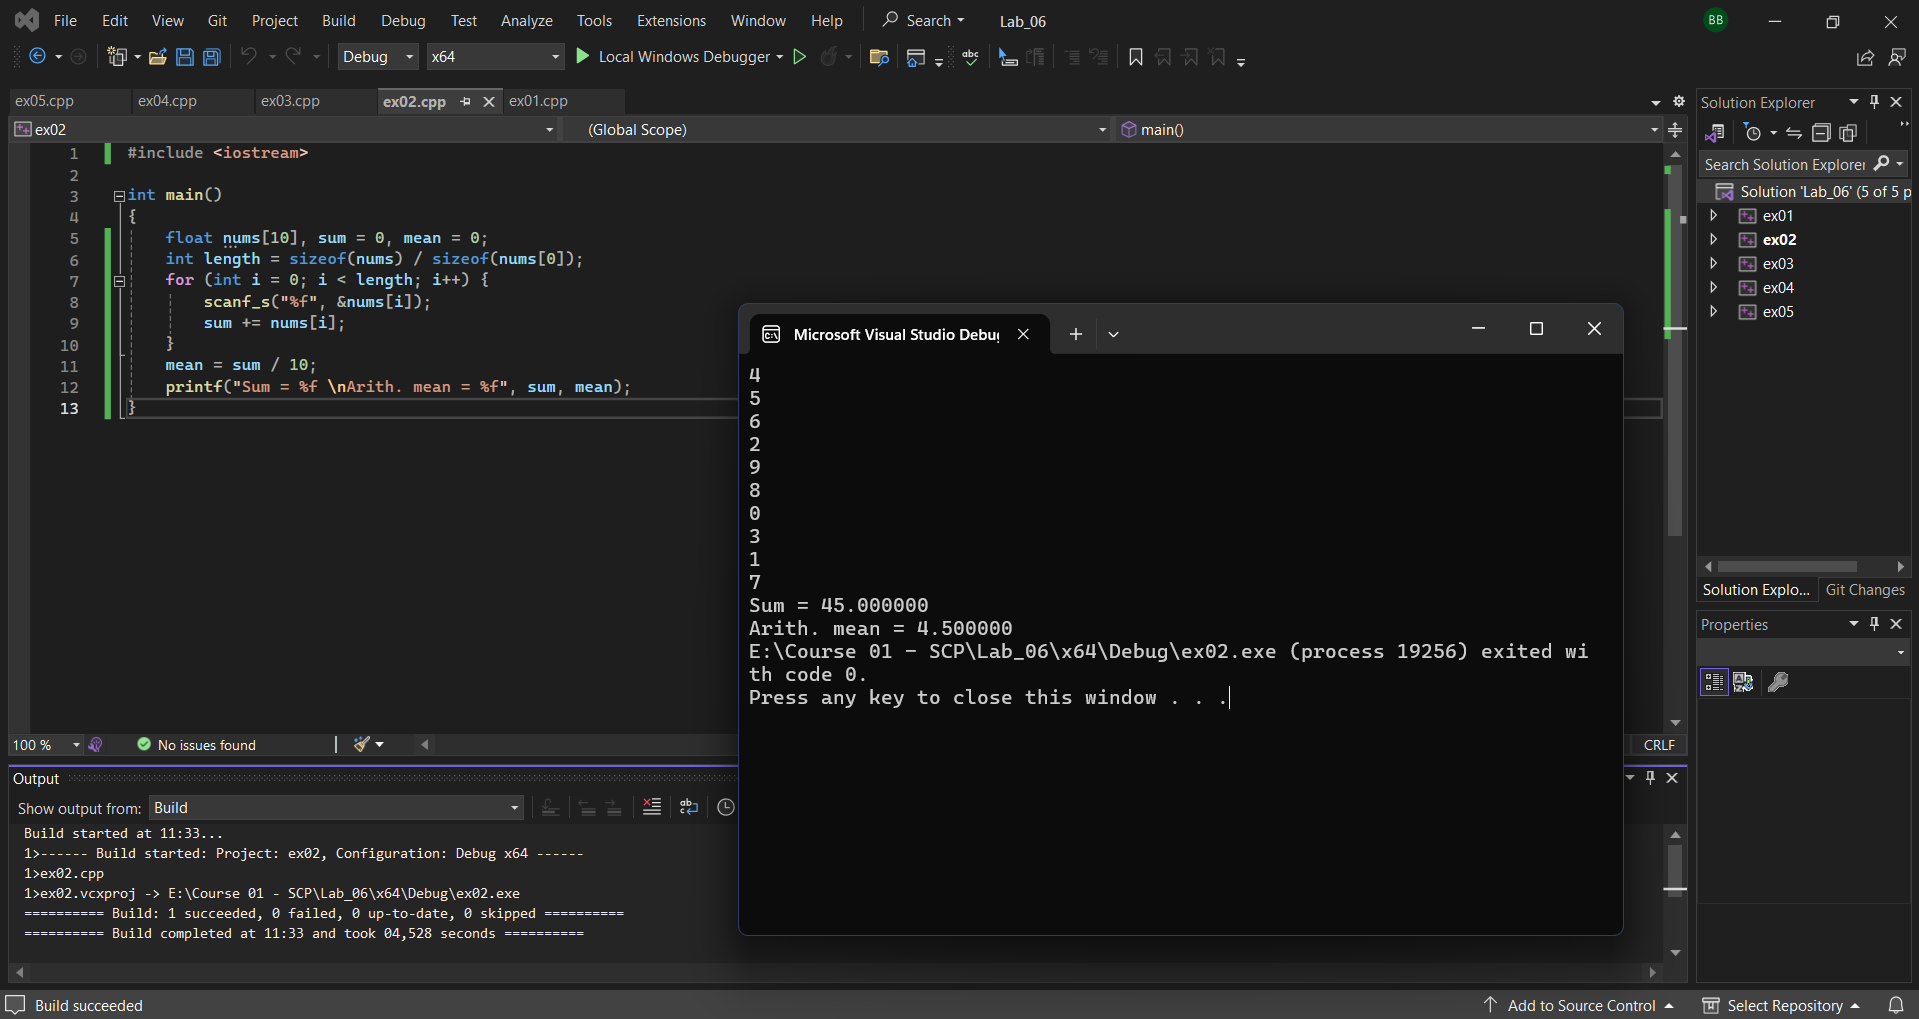 File Edit View Git Project Build Debug Test Analyze Tools Extensions Window Help Search Lab_06 BB
Debug x64 Local Windows Debugger
ex05.cpp ex04.cpp ex03.cpp ex02.cpp ex01.cpp
ex02 (Global Scope) main()
1 #include <iostream>
2
3 int main()
4 {
5 float nums[10], sum = 0, mean = 0;
6 int length = sizeof(nums) / sizeof(nums[0]);
7 for (int i = 0; i < length; i++) {
8 scanf_s("%f", &nums[i]);
9 sum += nums[i];
10 }
11 mean = sum / 10;
12 printf("Sum = %f \nArith. mean = %f", sum, mean);
13 }
100 % No issues found CRLF
Microsoft Visual Studio Debug
4
5
6
2
9
8
0
3
1
7
Sum = 45.000000
Arith. mean = 4.500000
E:\Course 01 - SCP\Lab_06\x64\Debug\ex02.exe (process 19256) exited wi
th code 0.
Press any key to close this window . . .
Output
Show output from: Build
Build started at 11:33...
1>------ Build started: Project: ex02, Configuration: Debug x64 ------
1>ex02.cpp
1>ex02.vcxproj -> E:\Course 01 - SCP\Lab_06\x64\Debug\ex02.exe
========== Build: 1 succeeded, 0 failed, 0 up-to-date, 0 skipped ==========
========== Build completed at 11:33 and took 04,528 seconds ==========
Solution Explorer
Search Solution Explorer
Solution 'Lab_06' (5 of 5 p
ex01
ex02
ex03
ex04
ex05
Solution Explo... Git Changes
Properties
Build succeeded Add to Source Control Select Repository